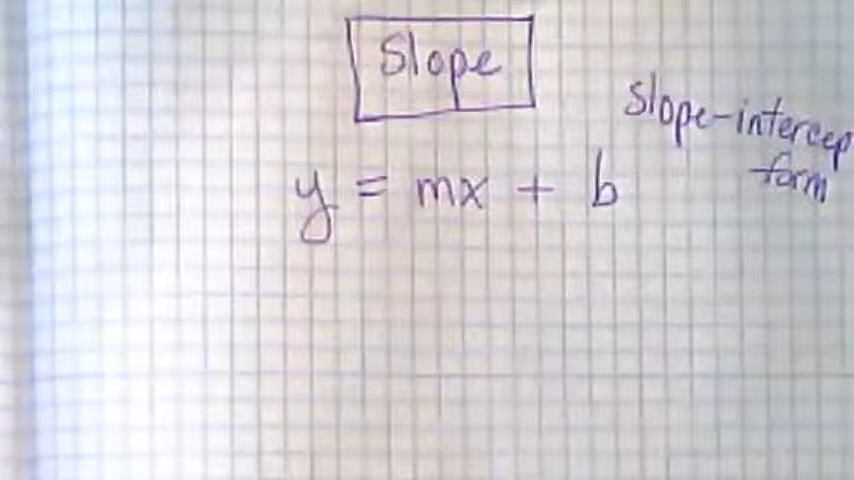 Slope
slope-intercep
form
y = mx + b